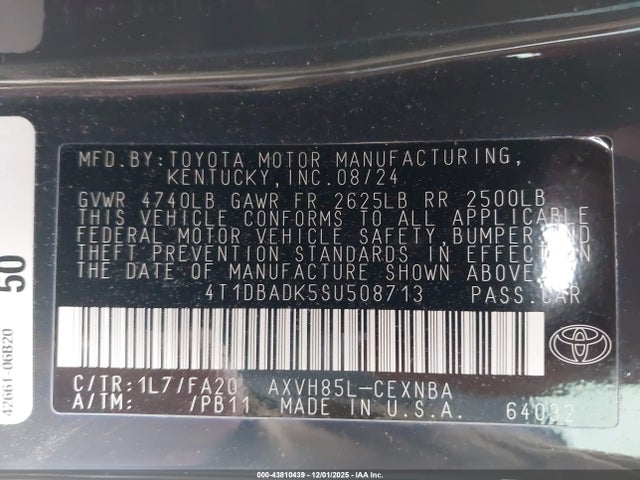 MFD.BY:TOYOTA MOTOR MANUFACTURING,
KENTUCKY,INC.08/24
GVWR 4740LB GAWR FR 2625LB RR 2500LB
THIS VEHICLE CONFORMS TO ALL APPLICABLE
FEDERAL MOTOR VEHICLE SAFETY,BUMPER,AND
THEFT PREVENTION STANDARDS IN EFFECT ON
THE DATE OF MANUFACTURE SHOWN ABOVE.
4T1DBADK5SU508713 PASS.CAR
C/TR:1L7/FA20 AXVH85L-CEXNBA
A/TM: /PB11 MADE IN U.S.A. 64032
50
42661-06B20
000-43810439 - 12/01/2025 - IAA Inc.